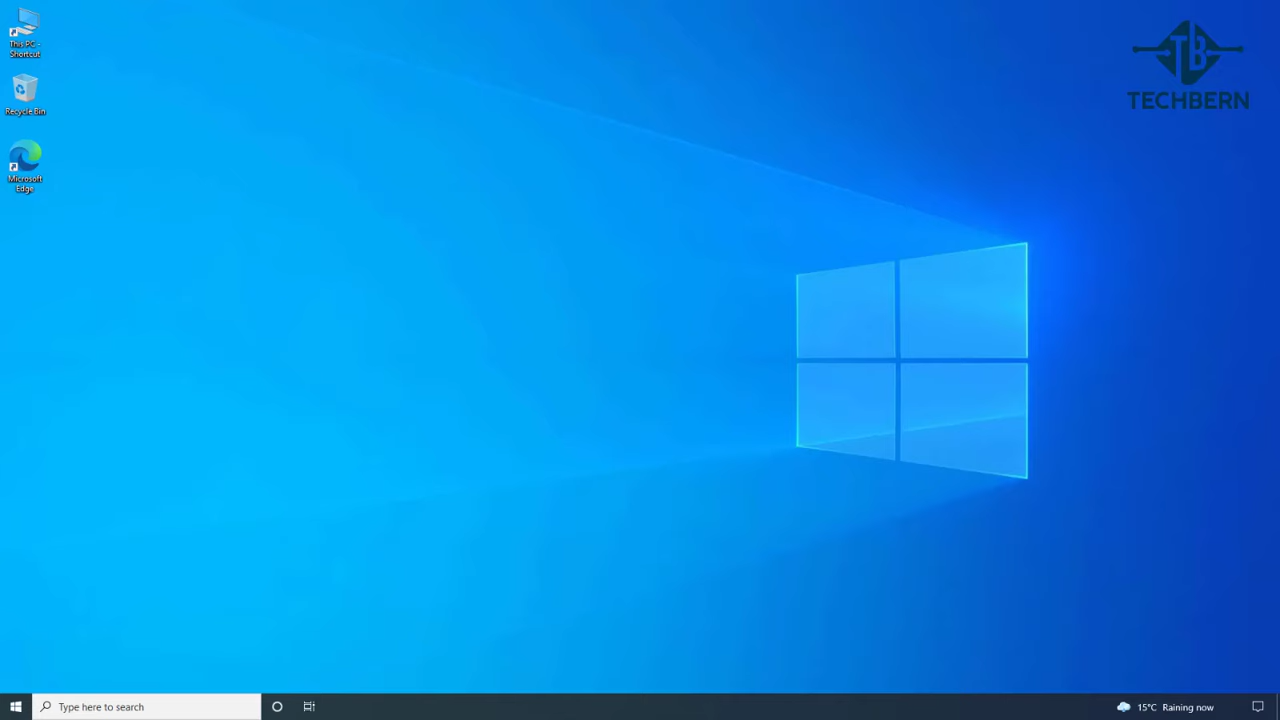 This PC -
Shortcut
TECHBERN
Recycle Bin
Microsoft
Edge
Type here to search
15°C Raining now